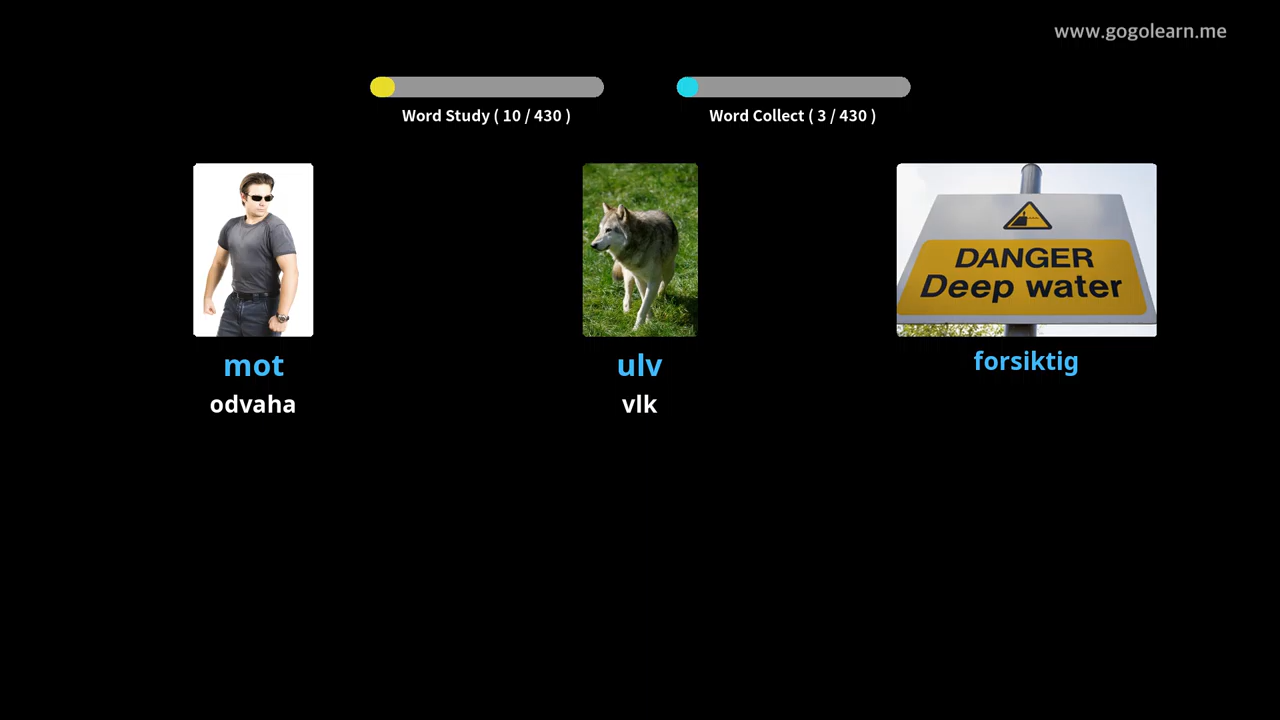 www.gogolearn.me
Word Study ( 10 / 430 )
Word Collect ( 3 / 430 )
DANGER
Deep water
mot
ulv
forsiktig
odvaha
vlk